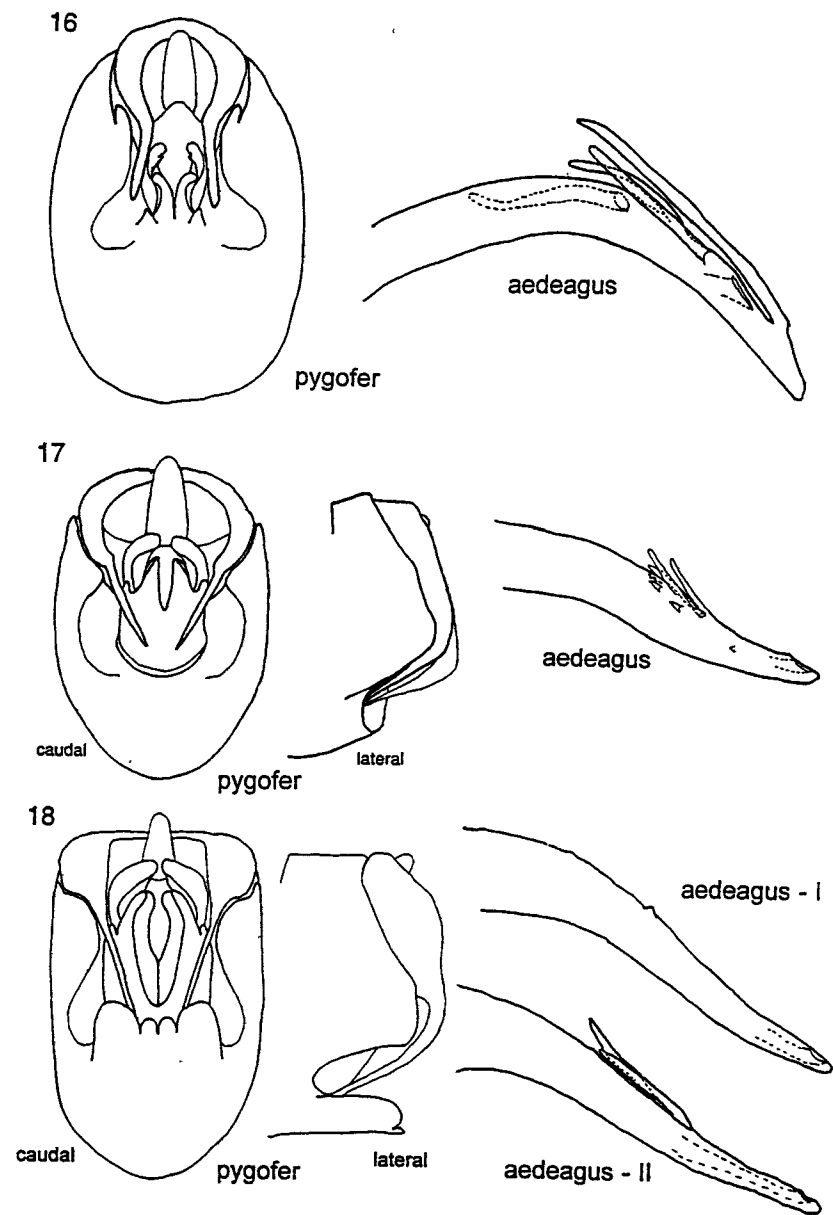 16
aedeagus
pygofer
17
aedeagus
caudal
lateral
pygofer
18
aedeagus - I
caudal
pygofer
lateral
aedeagus - II